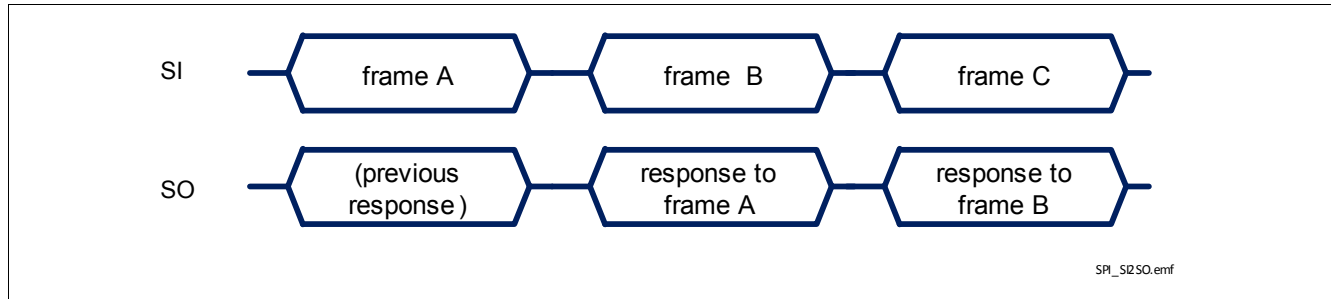 SI
frame A
frame B
frame C
SO
(previous
response)
response to
frame A
response to
frame B
SPI_SI2SO.emf